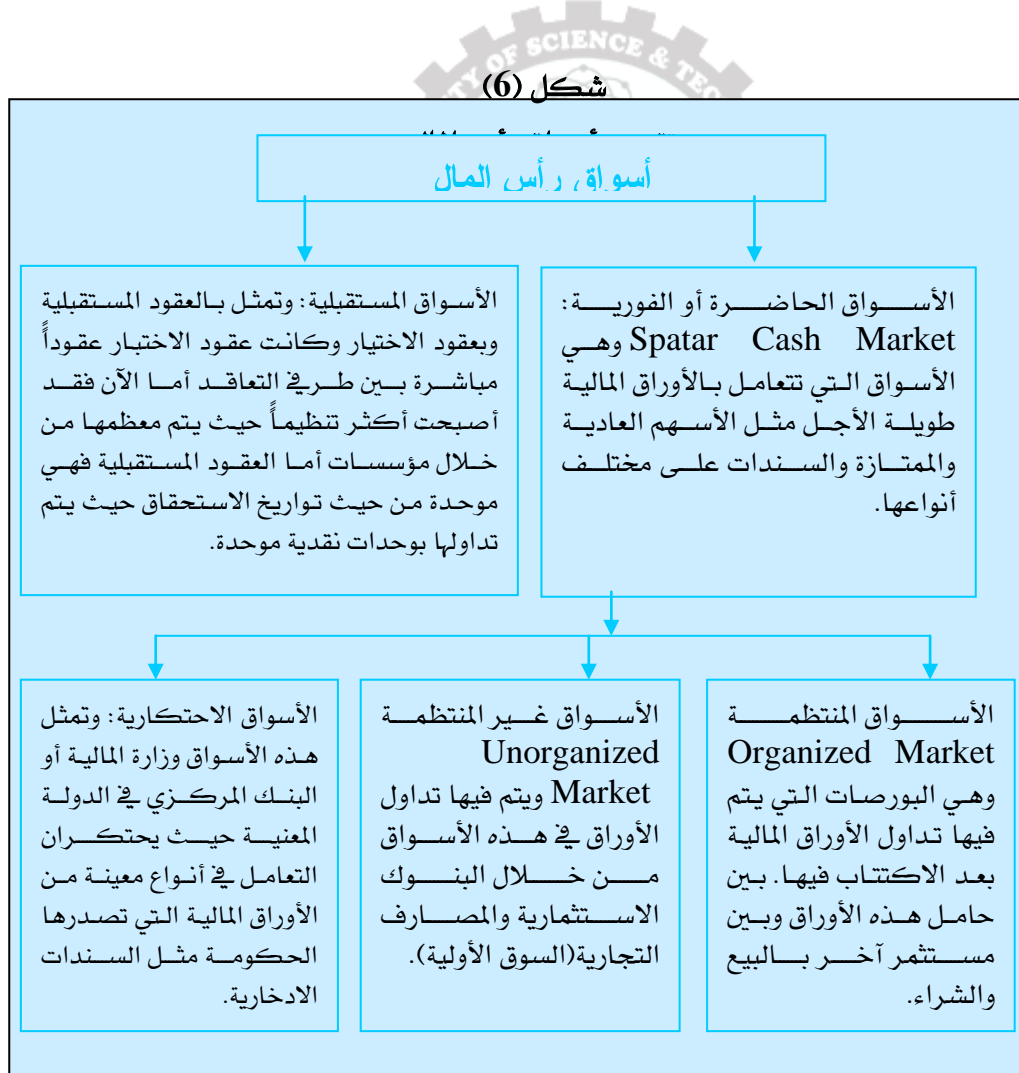 OF SCIENCE &
شكل (6)
أسواق رأس المال
الأسواق الحاضرة أو الفورية:
Spatar Cash Market وهي
الأسواق التي تتعامل بالأوراق المالية
طويلة الأجل مثل الأسهم العادية
والممتازة والسندات على مختلف
أنواعها.
الأسواق المستقبلية: وتمثل بالعقود المستقبلية
وبعقود الاختيار وكانت عقود الاختبار عقوداً
مباشرة بين طرفي التعاقد أما الآن فقد
أصبحت أكثر تنظيماً حيث يتم معظمها من
خلال مؤسسات أما العقود المستقبلية فهي
موحدة من حيث تواريخ الاستحقاق حيث يتم
تداولها بوحدات نقدية موحدة.
الأسواق المنتظمة
Organized Market
وهي البورصات التي يتم
فيها تداول الأوراق المالية
بعد الاكتتاب فيها. بين
حامل هذه الأوراق وبين
مستثمر آخر بالبيع
والشراء.
الأسواق غير المنتظمة
Unorganized
Market ويتم فيها تداول
الأوراق في هذه الأسواق
من خلال البنوك
الاستثمارية والمصارف
التجارية(السوق الأولية).
الأسواق الاحتكارية: وتمثل
هذه الأسواق وزارة المالية أو
البنك المركزي في الدولة
المعنية حيث يحتكران
التعامل في أنواع معينة من
الأوراق المالية التي تصدرها
الحكومة مثل السندات
الادخارية.